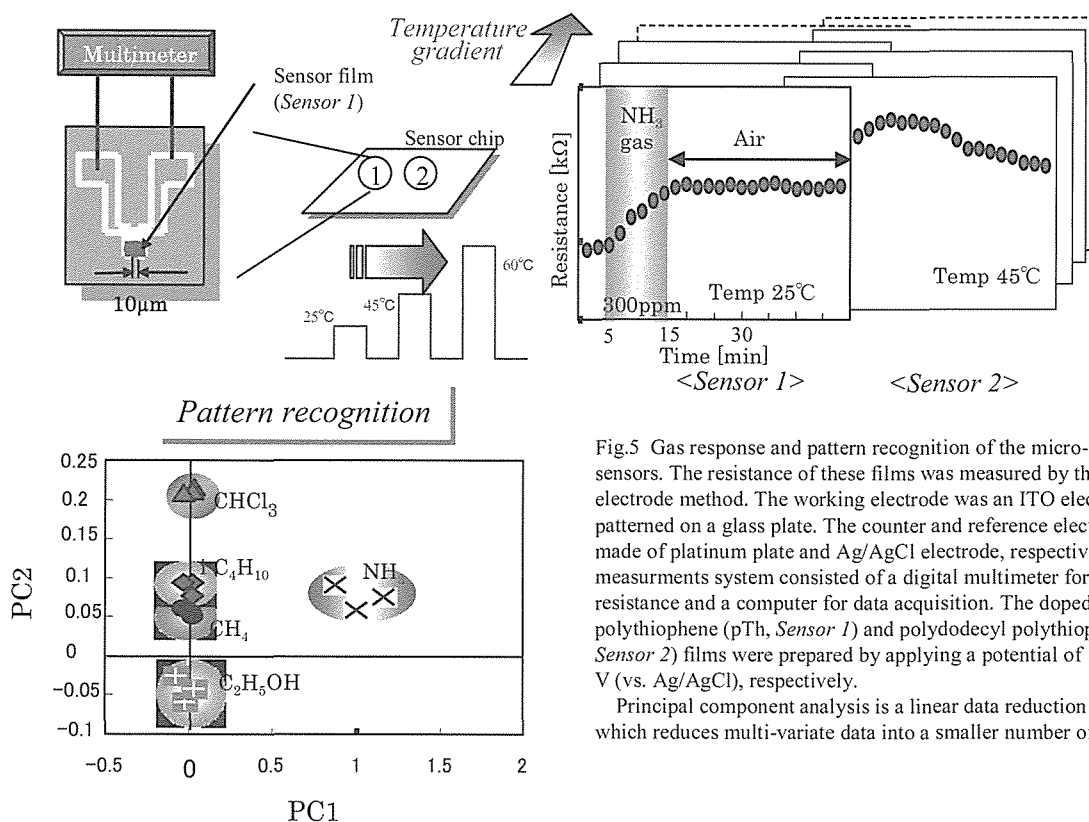 Multimeter
Sensor film
(Sensor 1)
10μm
Sensor chip
1 2
25℃
45℃
60℃
Temperature
gradient
Resistance [kΩ]
NH3
gas
Air
300ppm
Temp 25℃
Temp 45℃
5 15 30
Time [min]
<Sensor 1> <Sensor 2>
Pattern recognition
PC2
0.25
0.2
0.15
0.1
0.05
0
-0.05
-0.1
CHCl3
C4H10
CH4
NH
C2H5OH
-0.5 0 0.5 1 1.5 2
PC1
Fig.5 Gas response and pattern recognition of the micro-
sensors. The resistance of these films was measured by th
electrode method. The working electrode was an ITO elec
patterned on a glass plate. The counter and reference elect
made of platinum plate and Ag/AgCl electrode, respectiv
measurments system consisted of a digital multimeter for
resistance and a computer for data acquisition. The doped
polythiophene (pTh, Sensor 1) and polydodecyl polythiop
Sensor 2) films were prepared by applying a potential of
V (vs. Ag/AgCl), respectively.
Principal component analysis is a linear data reduction
which reduces multi-variate data into a smaller number of